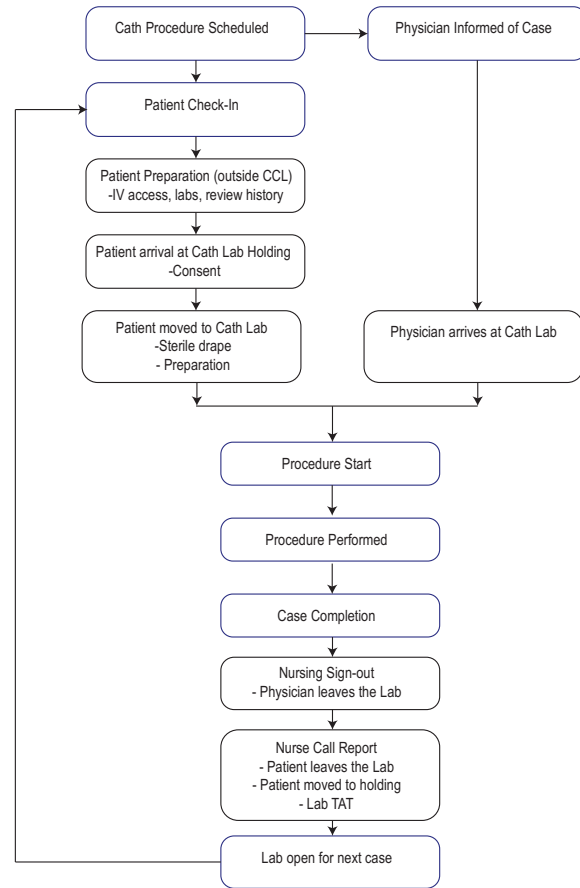 Cath Procedure Scheduled
Physician Informed of Case
Patient Check-In
Patient Preparation (outside CCL)
-IV access, labs, review history
Patient arrival at Cath Lab Holding
-Consent
Patient moved to Cath Lab
-Sterile drape
- Preparation
Physician arrives at Cath Lab
Procedure Start
Procedure Performed
Case Completion
Nursing Sign-out
- Physician leaves the Lab
Nurse Call Report
- Patient leaves the Lab
- Patient moved to holding
- Lab TAT
Lab open for next case